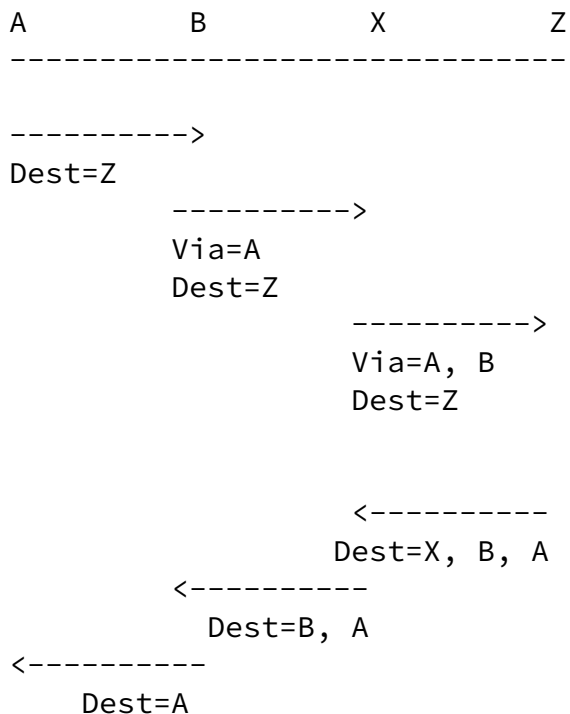 A         B         X         Z
-------------------------------
---------->
Dest=Z
---------->
Via=A
Dest=Z
---------->
Via=A, B
Dest=Z
<----------
Dest=X, B, A
<----------
Dest=B, A
<----------
Dest=A